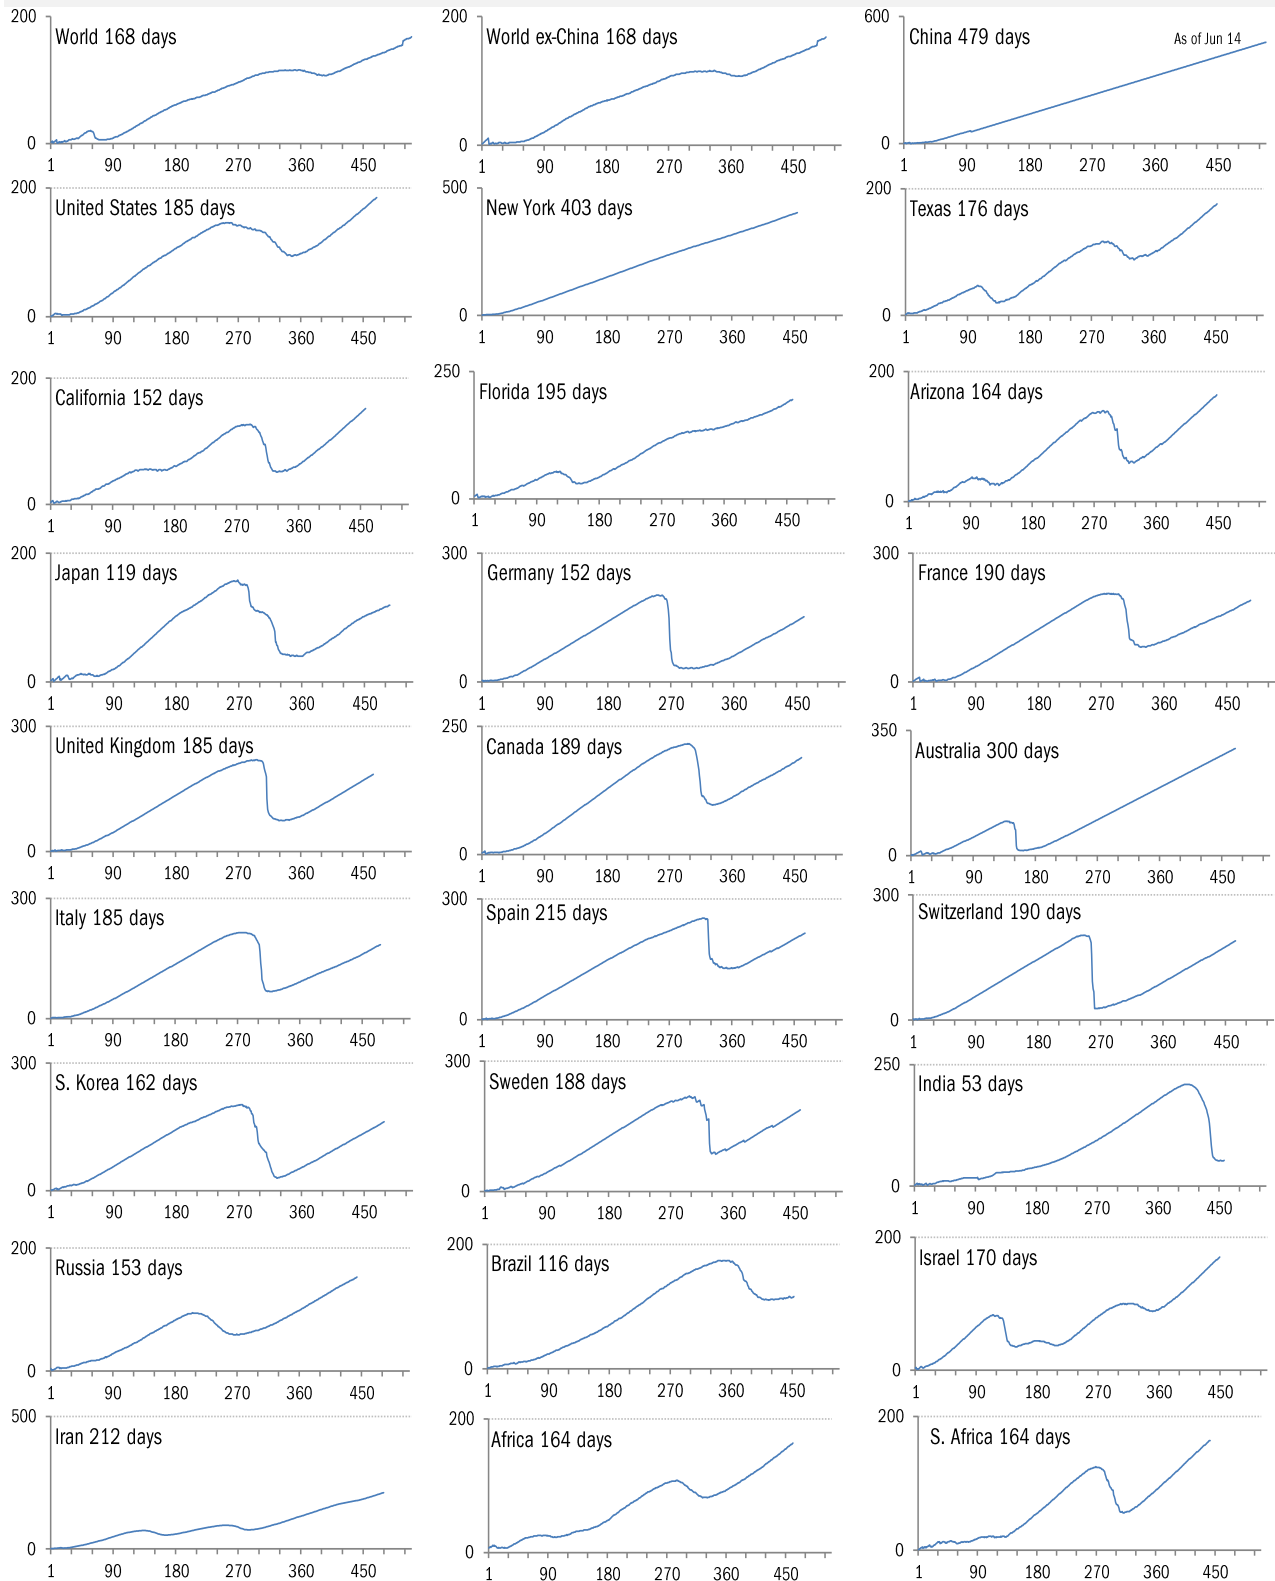 200 200 600
World 168 days World ex-China 168 days China 479 days As of Jun 14
0 0 0
1 90 180 270 360 450 1 90 180 270 360 450 1 90 180 270 360 450
200 500 200
United States 185 days New York 403 days Texas 176 days
0 0 0
1 90 180 270 360 450 1 90 180 270 360 450 1 90 180 270 360 450
200 250 200
California 152 days Florida 195 days Arizona 164 days
0 0 0
1 90 180 270 360 450 1 90 180 270 360 450 1 90 180 270 360 450
200 300 300
Japan 119 days Germany 152 days France 190 days
0 0 0
1 90 180 270 360 450 1 90 180 270 360 450 1 90 180 270 360 450
300 250 350
United Kingdom 185 days Canada 189 days Australia 300 days
0 0 0
1 90 180 270 360 450 1 90 180 270 360 450 1 90 180 270 360 450
300 300 300
Italy 185 days Spain 215 days Switzerland 190 days
0 0 0
1 90 180 270 360 450 1 90 180 270 360 450 1 90 180 270 360 450
300 300 250
S. Korea 162 days Sweden 188 days India 53 days
0 0 0
1 90 180 270 360 450 1 90 180 270 360 450 1 90 180 270 360 450
200 200 200
Russia 153 days Brazil 116 days Israel 170 days
0 0 0
1 90 180 270 360 450 1 90 180 270 360 450 1 90 180 270 360 450
500 200 200
Iran 212 days Africa 164 days S. Africa 164 days
0 0 0
1 90 180 270 360 450 1 90 180 270 360 450 1 90 180 270 360 450